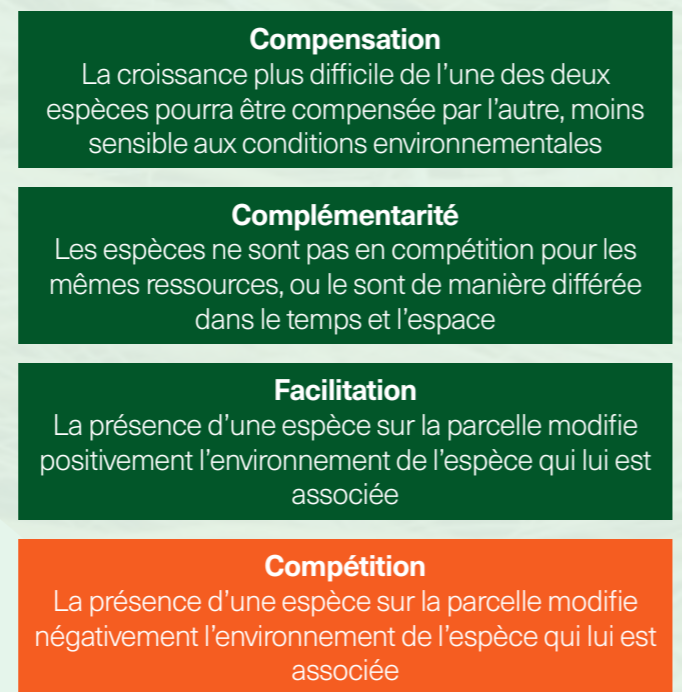 Compensation
La croissance plus difficile de l’une des deux
espèces pourra être compensée par l’autre, moins
sensible aux conditions environnementales
Complémentarité
Les espèces ne sont pas en compétition pour les
mêmes ressources, ou le sont de manière différée
dans le temps et l’espace
Facilitation
La présence d’une espèce sur la parcelle modifie
positivement l’environnement de l’espèce qui lui est
associée
Compétition
La présence d’une espèce sur la parcelle modifie
négativement l’environnement de l’espèce qui lui est
associée